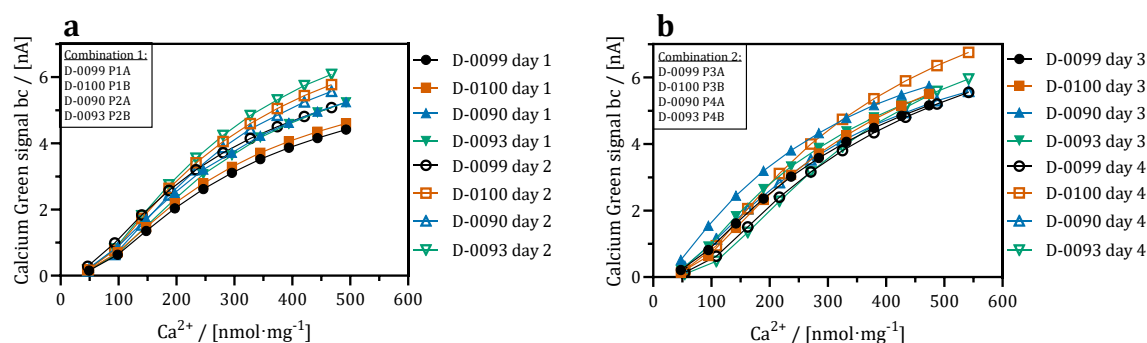 a
Calcium Green signal bc / [nA]
6
4
2
0
Combination 1:
D-0099 P1A
D-0100 P1B
D-0090 P2A
D-0093 P2B
0 100 200 300 400 500 600
Ca²⁺ / [nmol·mg⁻¹]
D-0099 day 1
D-0100 day 1
D-0090 day 1
D-0093 day 1
D-0099 day 2
D-0100 day 2
D-0090 day 2
D-0093 day 2
b
Calcium Green signal bc / [nA]
6
4
2
0
Combination 2:
D-0099 P3A
D-0100 P3B
D-0090 P4A
D-0093 P4B
0 100 200 300 400 500 600
Ca²⁺ / [nmol·mg⁻¹]
D-0099 day 3
D-0100 day 3
D-0090 day 3
D-0093 day 3
D-0099 day 4
D-0100 day 4
D-0090 day 4
D-0093 day 4